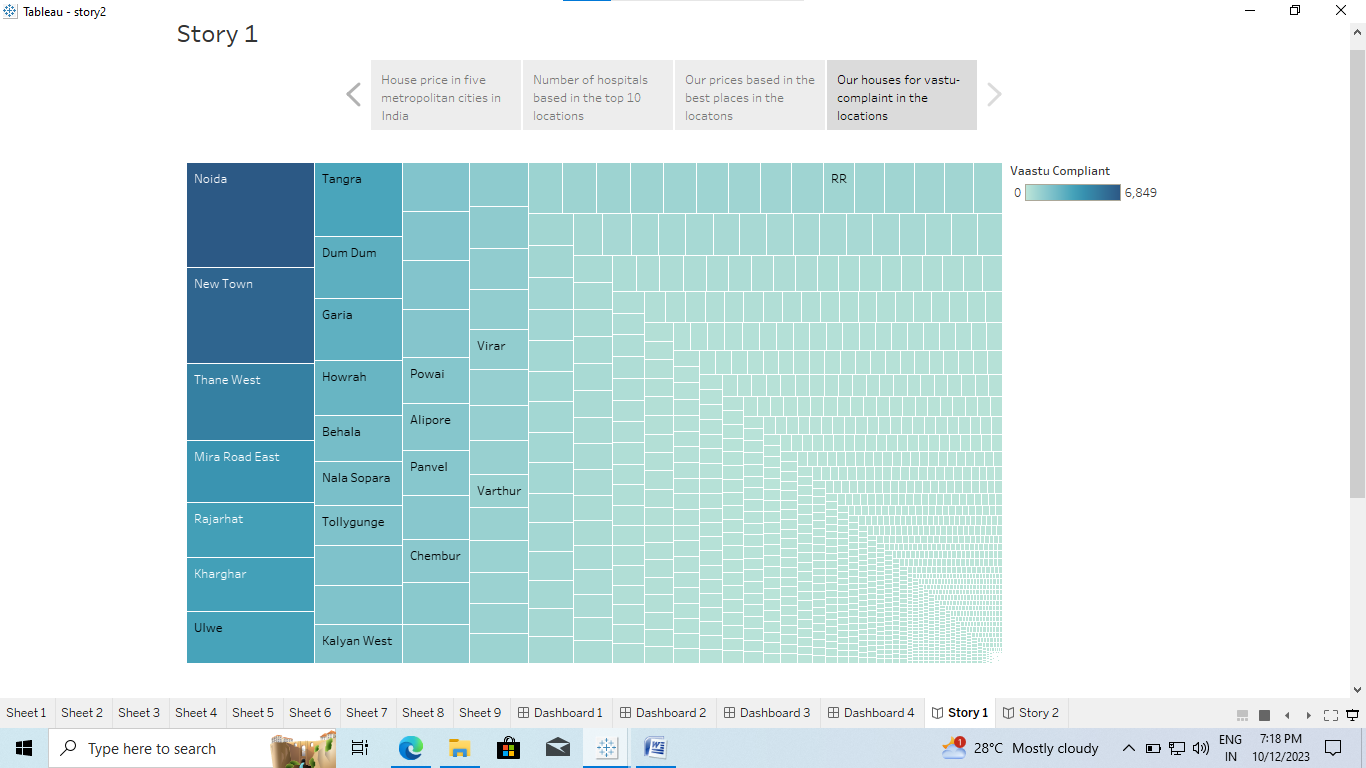 Tableau - story2
Story 1
House price in five
metropolitan cities in
India
Number of hospitals
based in the top 10
locations
Our prices based in the
best places in the
locatons
Our houses for vastu-
complaint in the
locations
Noida
New Town
Thane West
Mira Road East
Rajarhat
Kharghar
Ulwe
Tangra
Dum Dum
Garia
Howrah
Behala
Nala Sopara
Tollygunge
Kalyan West
Powai
Alipore
Panvel
Chembur
Virar
Varthur
RR
Vaastu Compliant
0 6,849
Sheet 1 Sheet 2 Sheet 3 Sheet 4 Sheet 5 Sheet 6 Sheet 7 Sheet 8 Sheet 9 Dashboard 1 Dashboard 2 Dashboard 3 Dashboard 4 Story 1 Story 2
Type here to search
1
28°C Mostly cloudy
ENG
IN
7:18 PM
10/12/2023